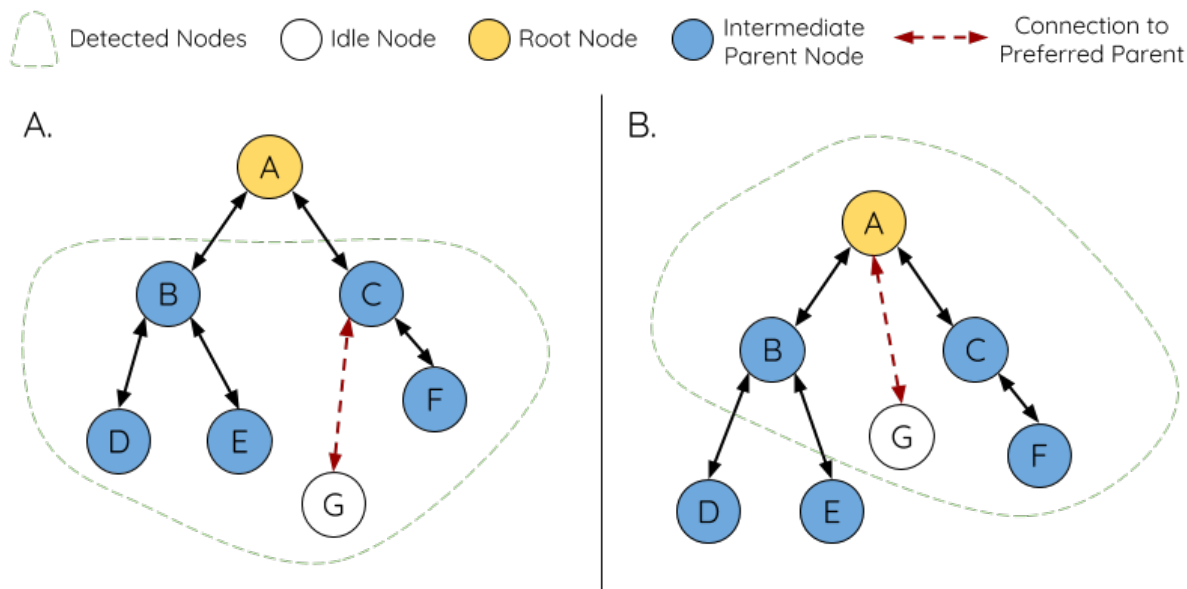 Detected Nodes
Idle Node
Root Node
Intermediate
Parent Node
Connection to
Preferred Parent
A.
A
B
C
D
E
F
G
B.
A
B
C
G
F
D
E